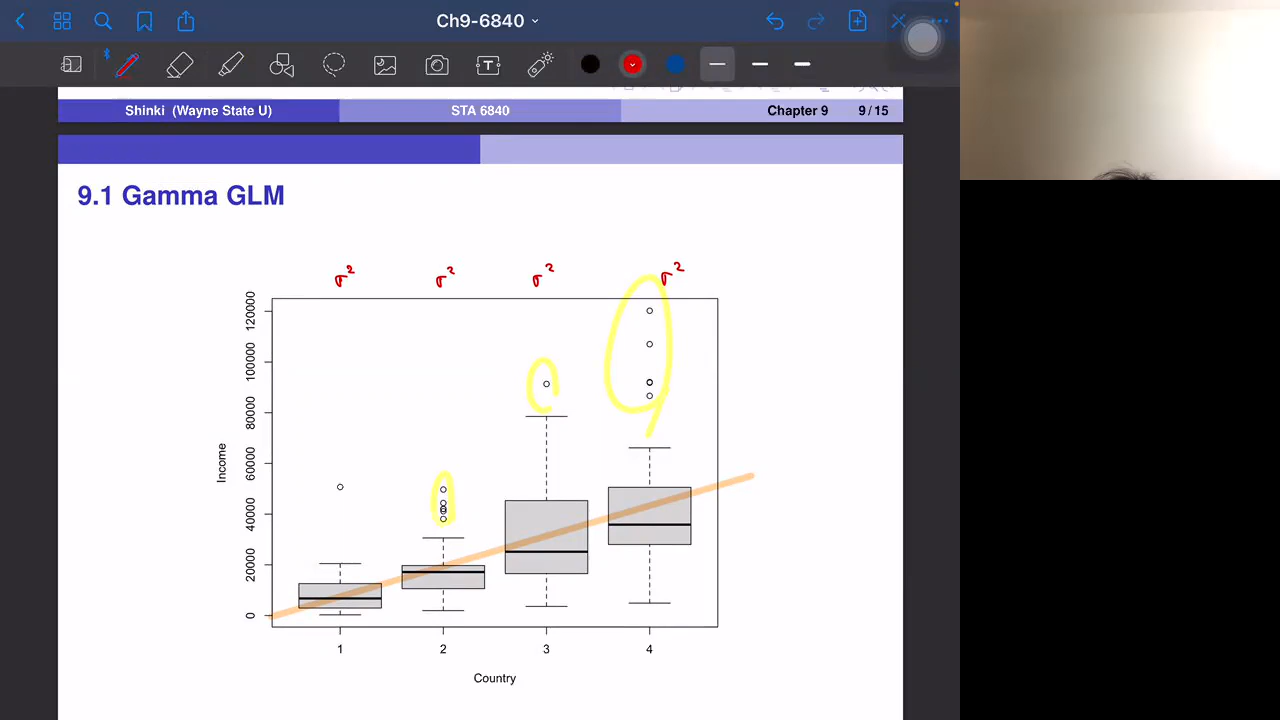 Ch9-6840
T
Shinki (Wayne State U) STA 6840 Chapter 9 9 / 15
9.1 Gamma GLM
σ² σ² σ² σ²
120000
100000
80000
60000
40000
20000
0
Income
1 2 3 4
Country